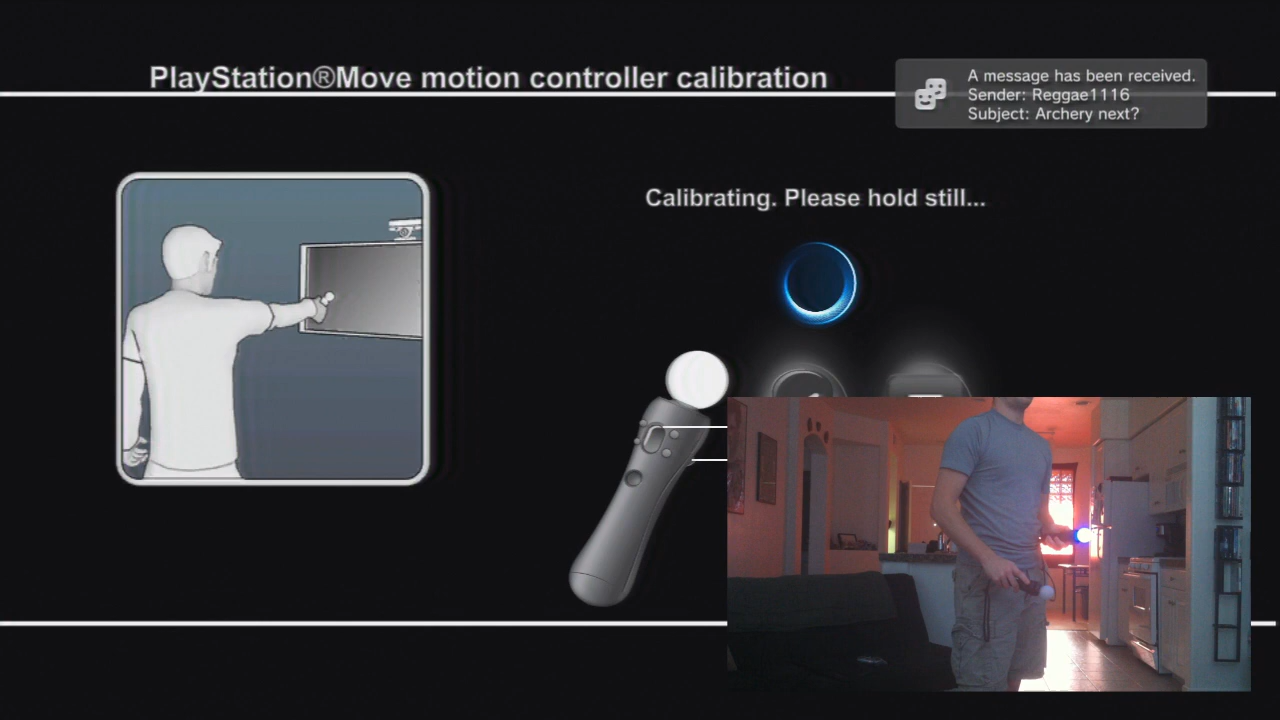 PlayStation®Move motion controller calibration
A message has been received.
Sender: Reggae1116
Subject: Archery next?
Calibrating. Please hold still...